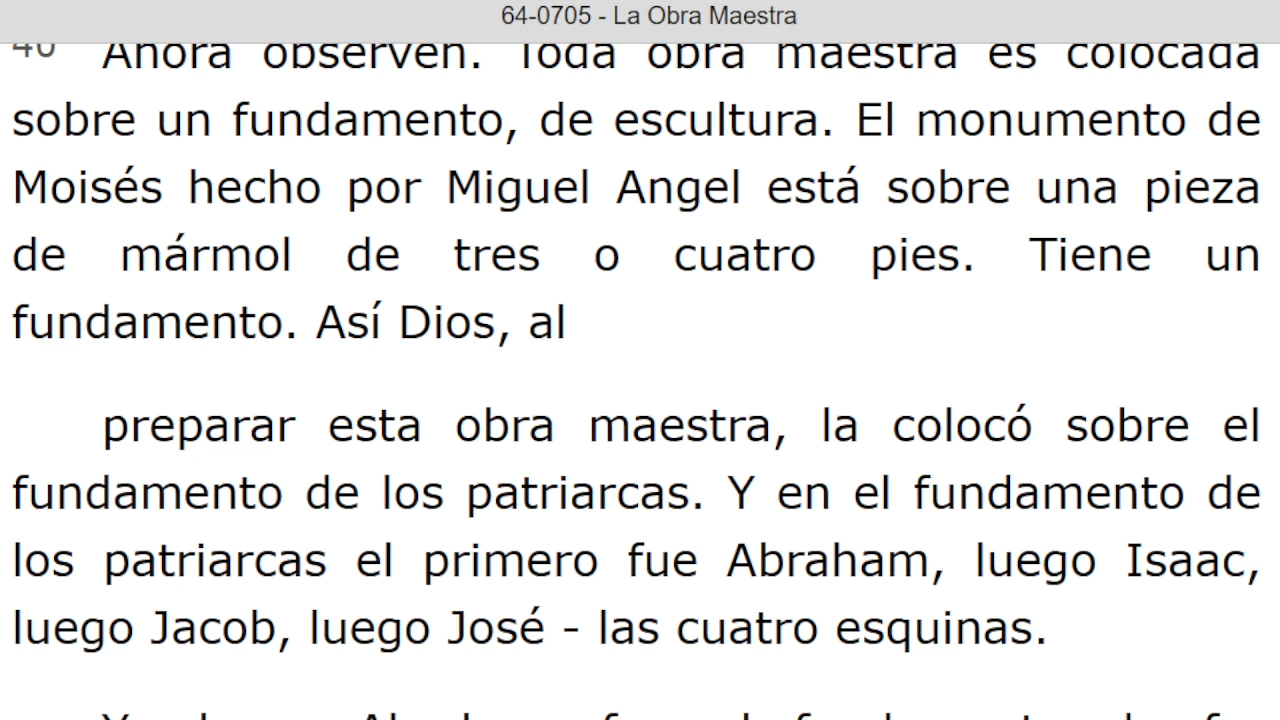 64-0705 - La Obra Maestra
40 Ahora observen. Toda obra maestra es colocada
sobre un fundamento, de escultura. El monumento de
Moisés hecho por Miguel Angel está sobre una pieza
de mármol de tres o cuatro pies. Tiene un
fundamento. Así Dios, al
preparar esta obra maestra, la colocó sobre el
fundamento de los patriarcas. Y en el fundamento de
los patriarcas el primero fue Abraham, luego Isaac,
luego Jacob, luego José - las cuatro esquinas.